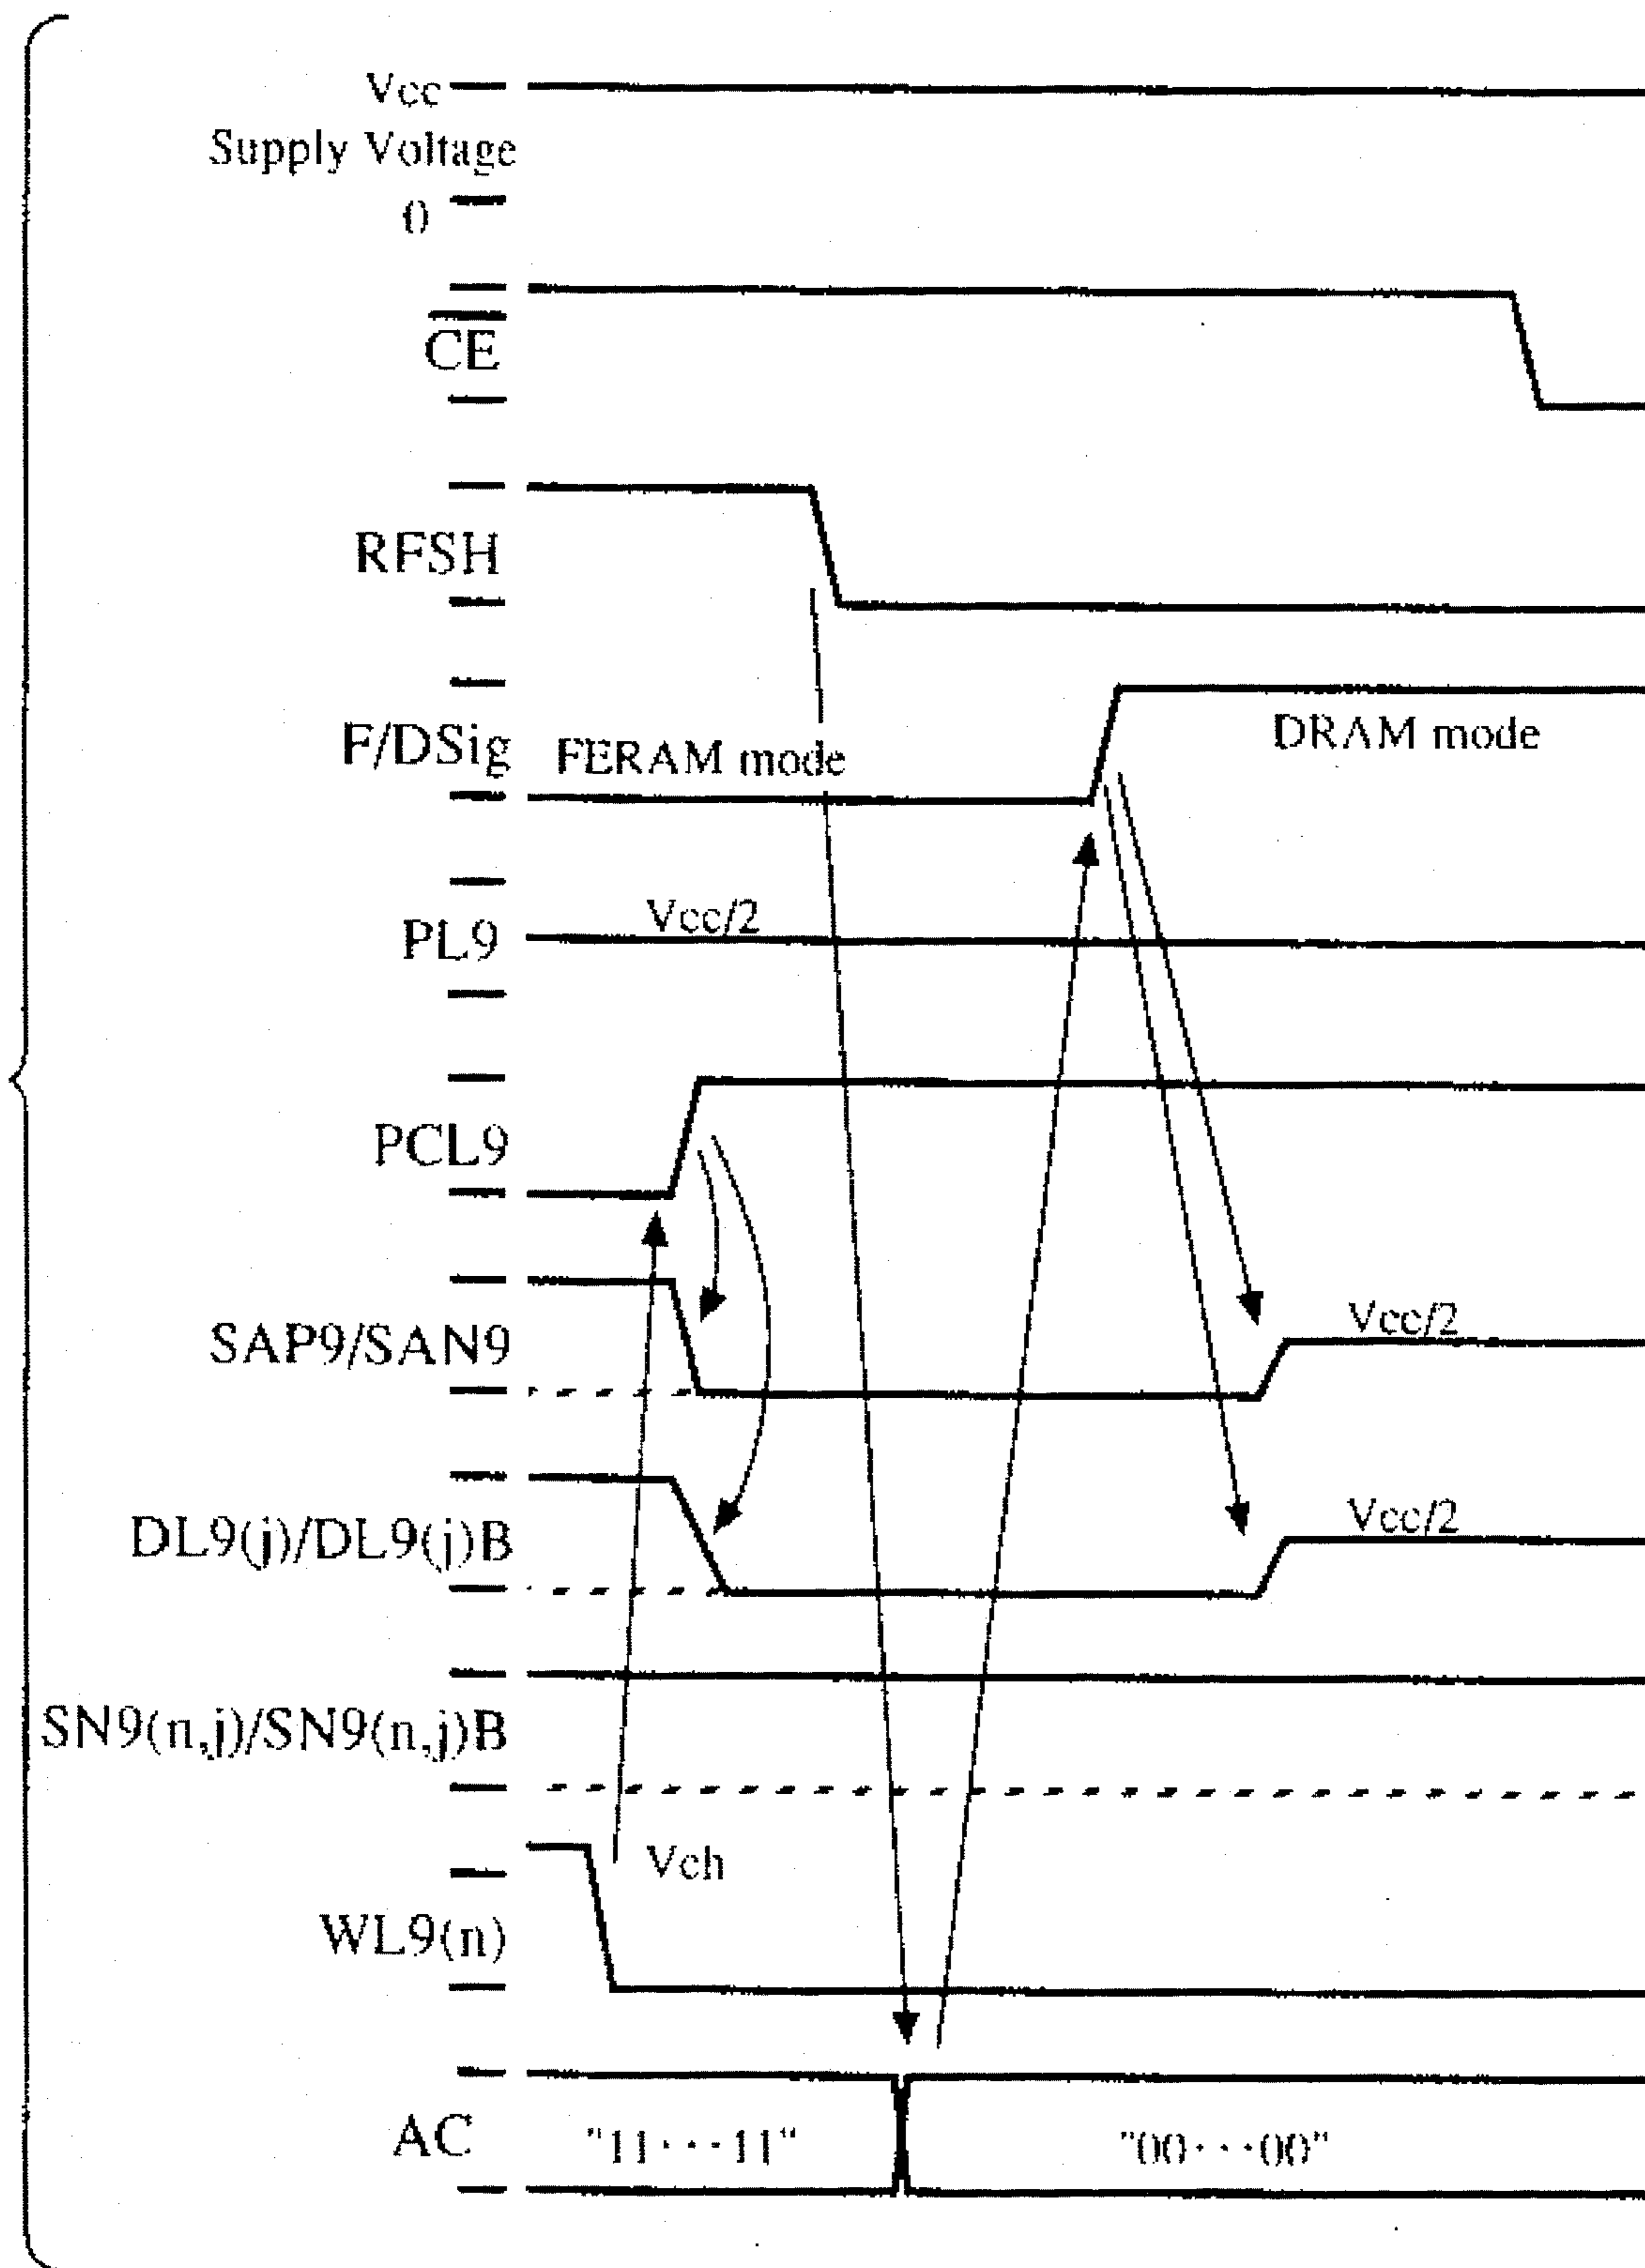 Vcc
Supply Voltage
0
CE
RFSH
F/DSig
FERAM mode
DRAM mode
PL9
Vcc/2
PCL9
SAP9/SAN9
Vcc/2
DL9(j)/DL9(j)B
Vcc/2
SN9(n,j)/SN9(n,j)B
Vch
WL9(n)
AC
"11···11"
"00···00"